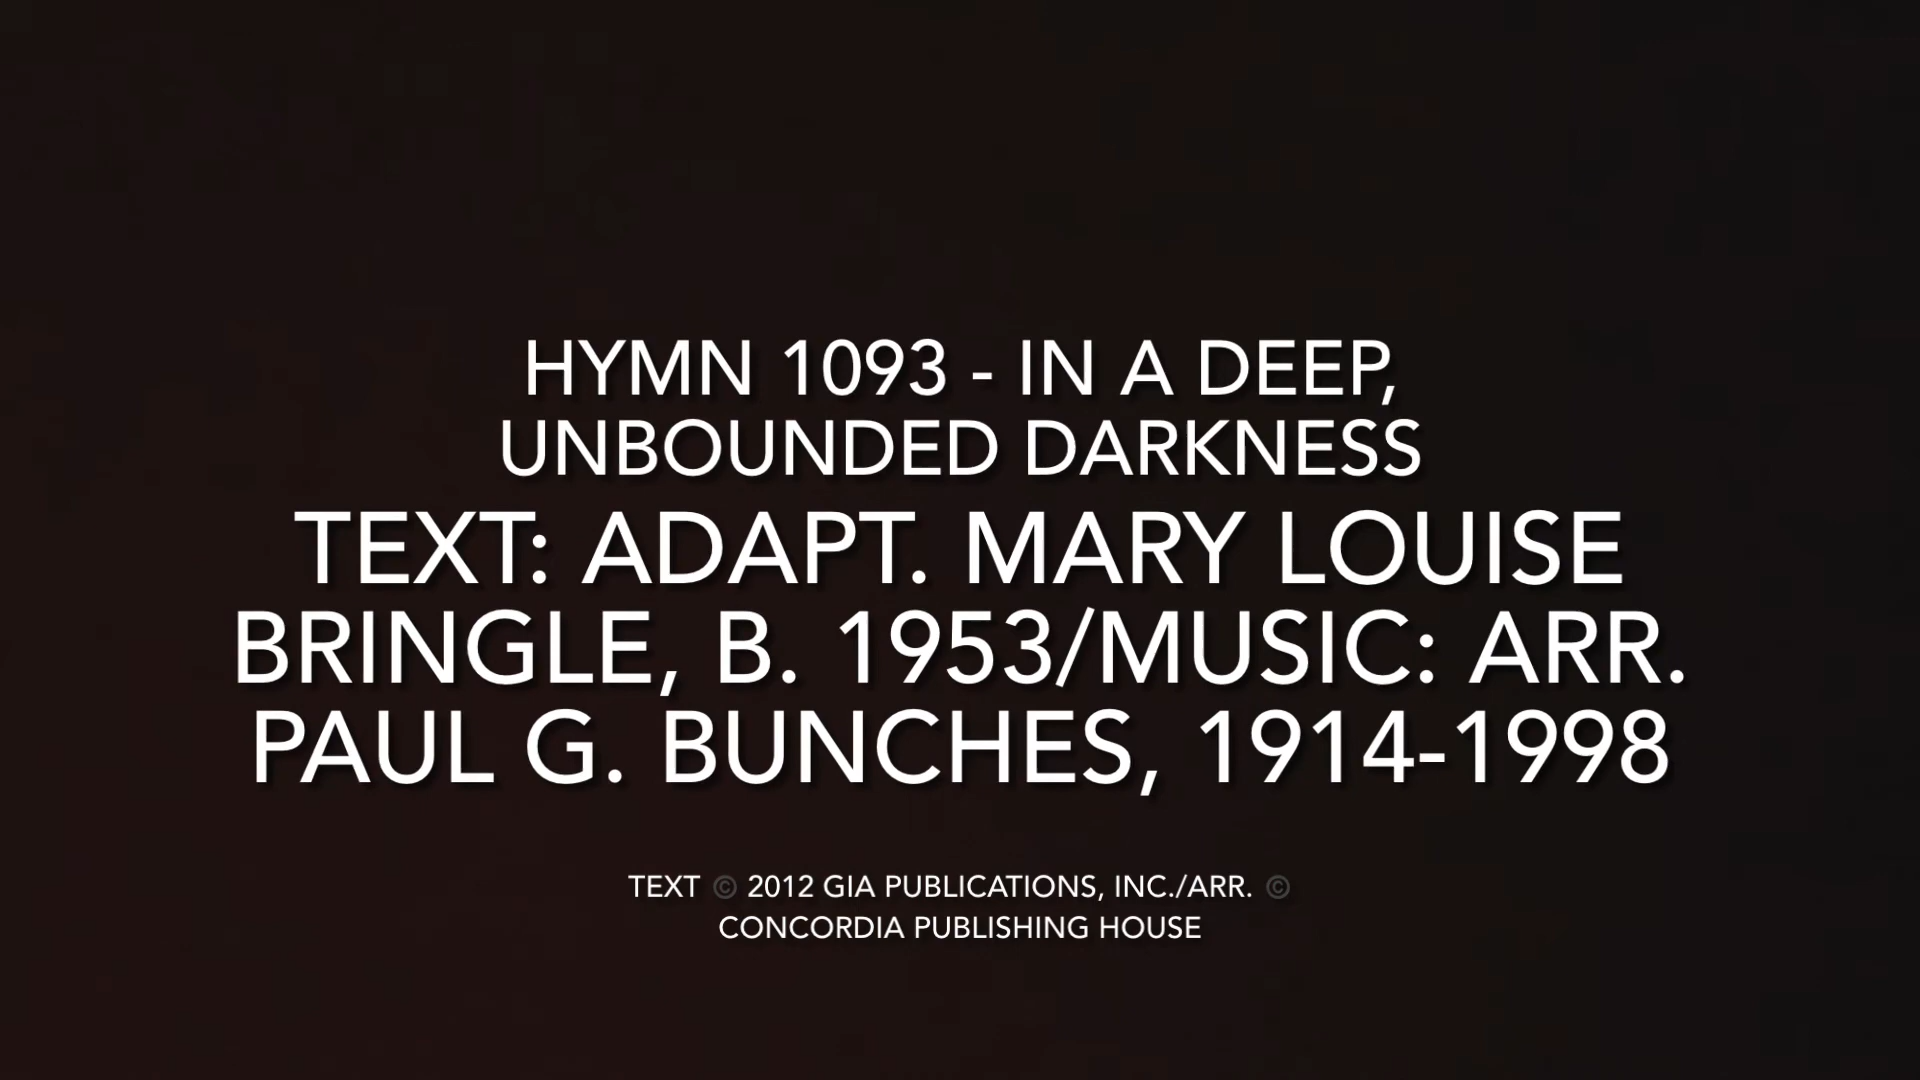 HYMN 1093 - IN A DEEP,
UNBOUNDED DARKNESS
TEXT: ADAPT. MARY LOUISE
BRINGLE, B. 1953/MUSIC: ARR.
PAUL G. BUNCHES, 1914-1998
TEXT © 2012 GIA PUBLICATIONS, INC./ARR. ©
CONCORDIA PUBLISHING HOUSE